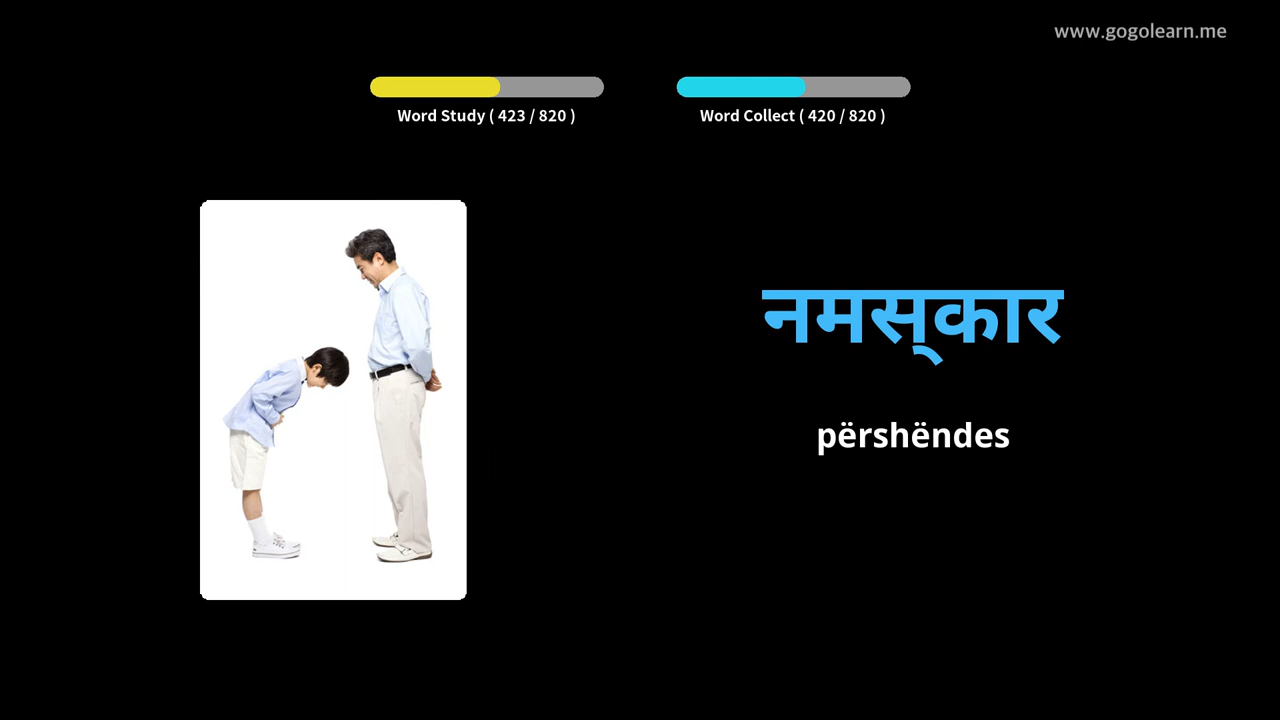 www.gogolearn.me
Word Study ( 423 / 820 )
Word Collect ( 420 / 820 )
नमस्‌कार
përshëndes